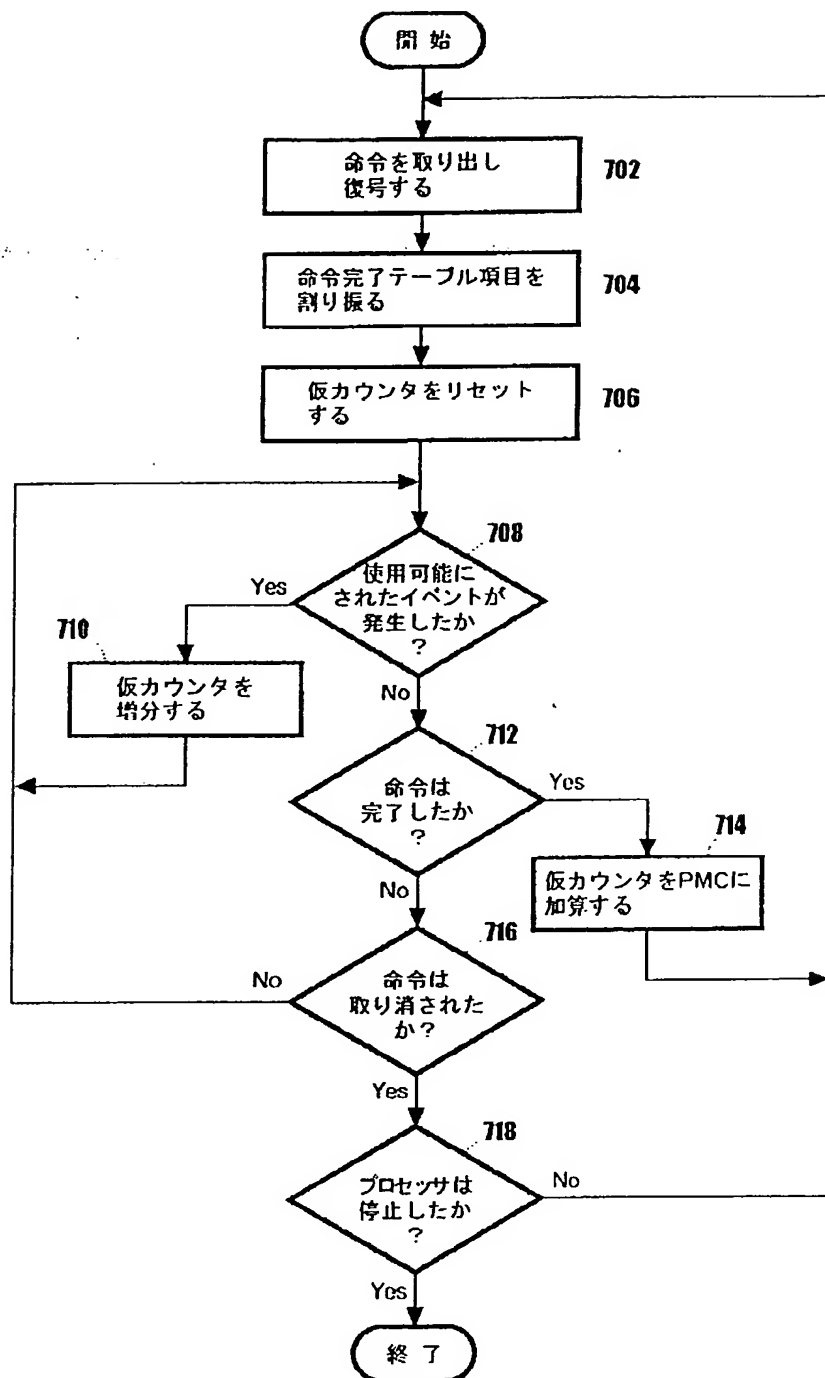 開始
命令を取り出し
復号する
702
命令完了テーブル項目を
割り振る
704
仮カウンタをリセット
する
706
708
使用可能に
されたイベントが
発生したか
?
Yes
710
仮カウンタを
増分する
No
712
命令は
完了したか
?
Yes
714
仮カウンタをPMCに
加算する
No
716
命令は
取り消された
か?
No
Yes
718
プロセッサは
停止したか
?
No
Yes
終了